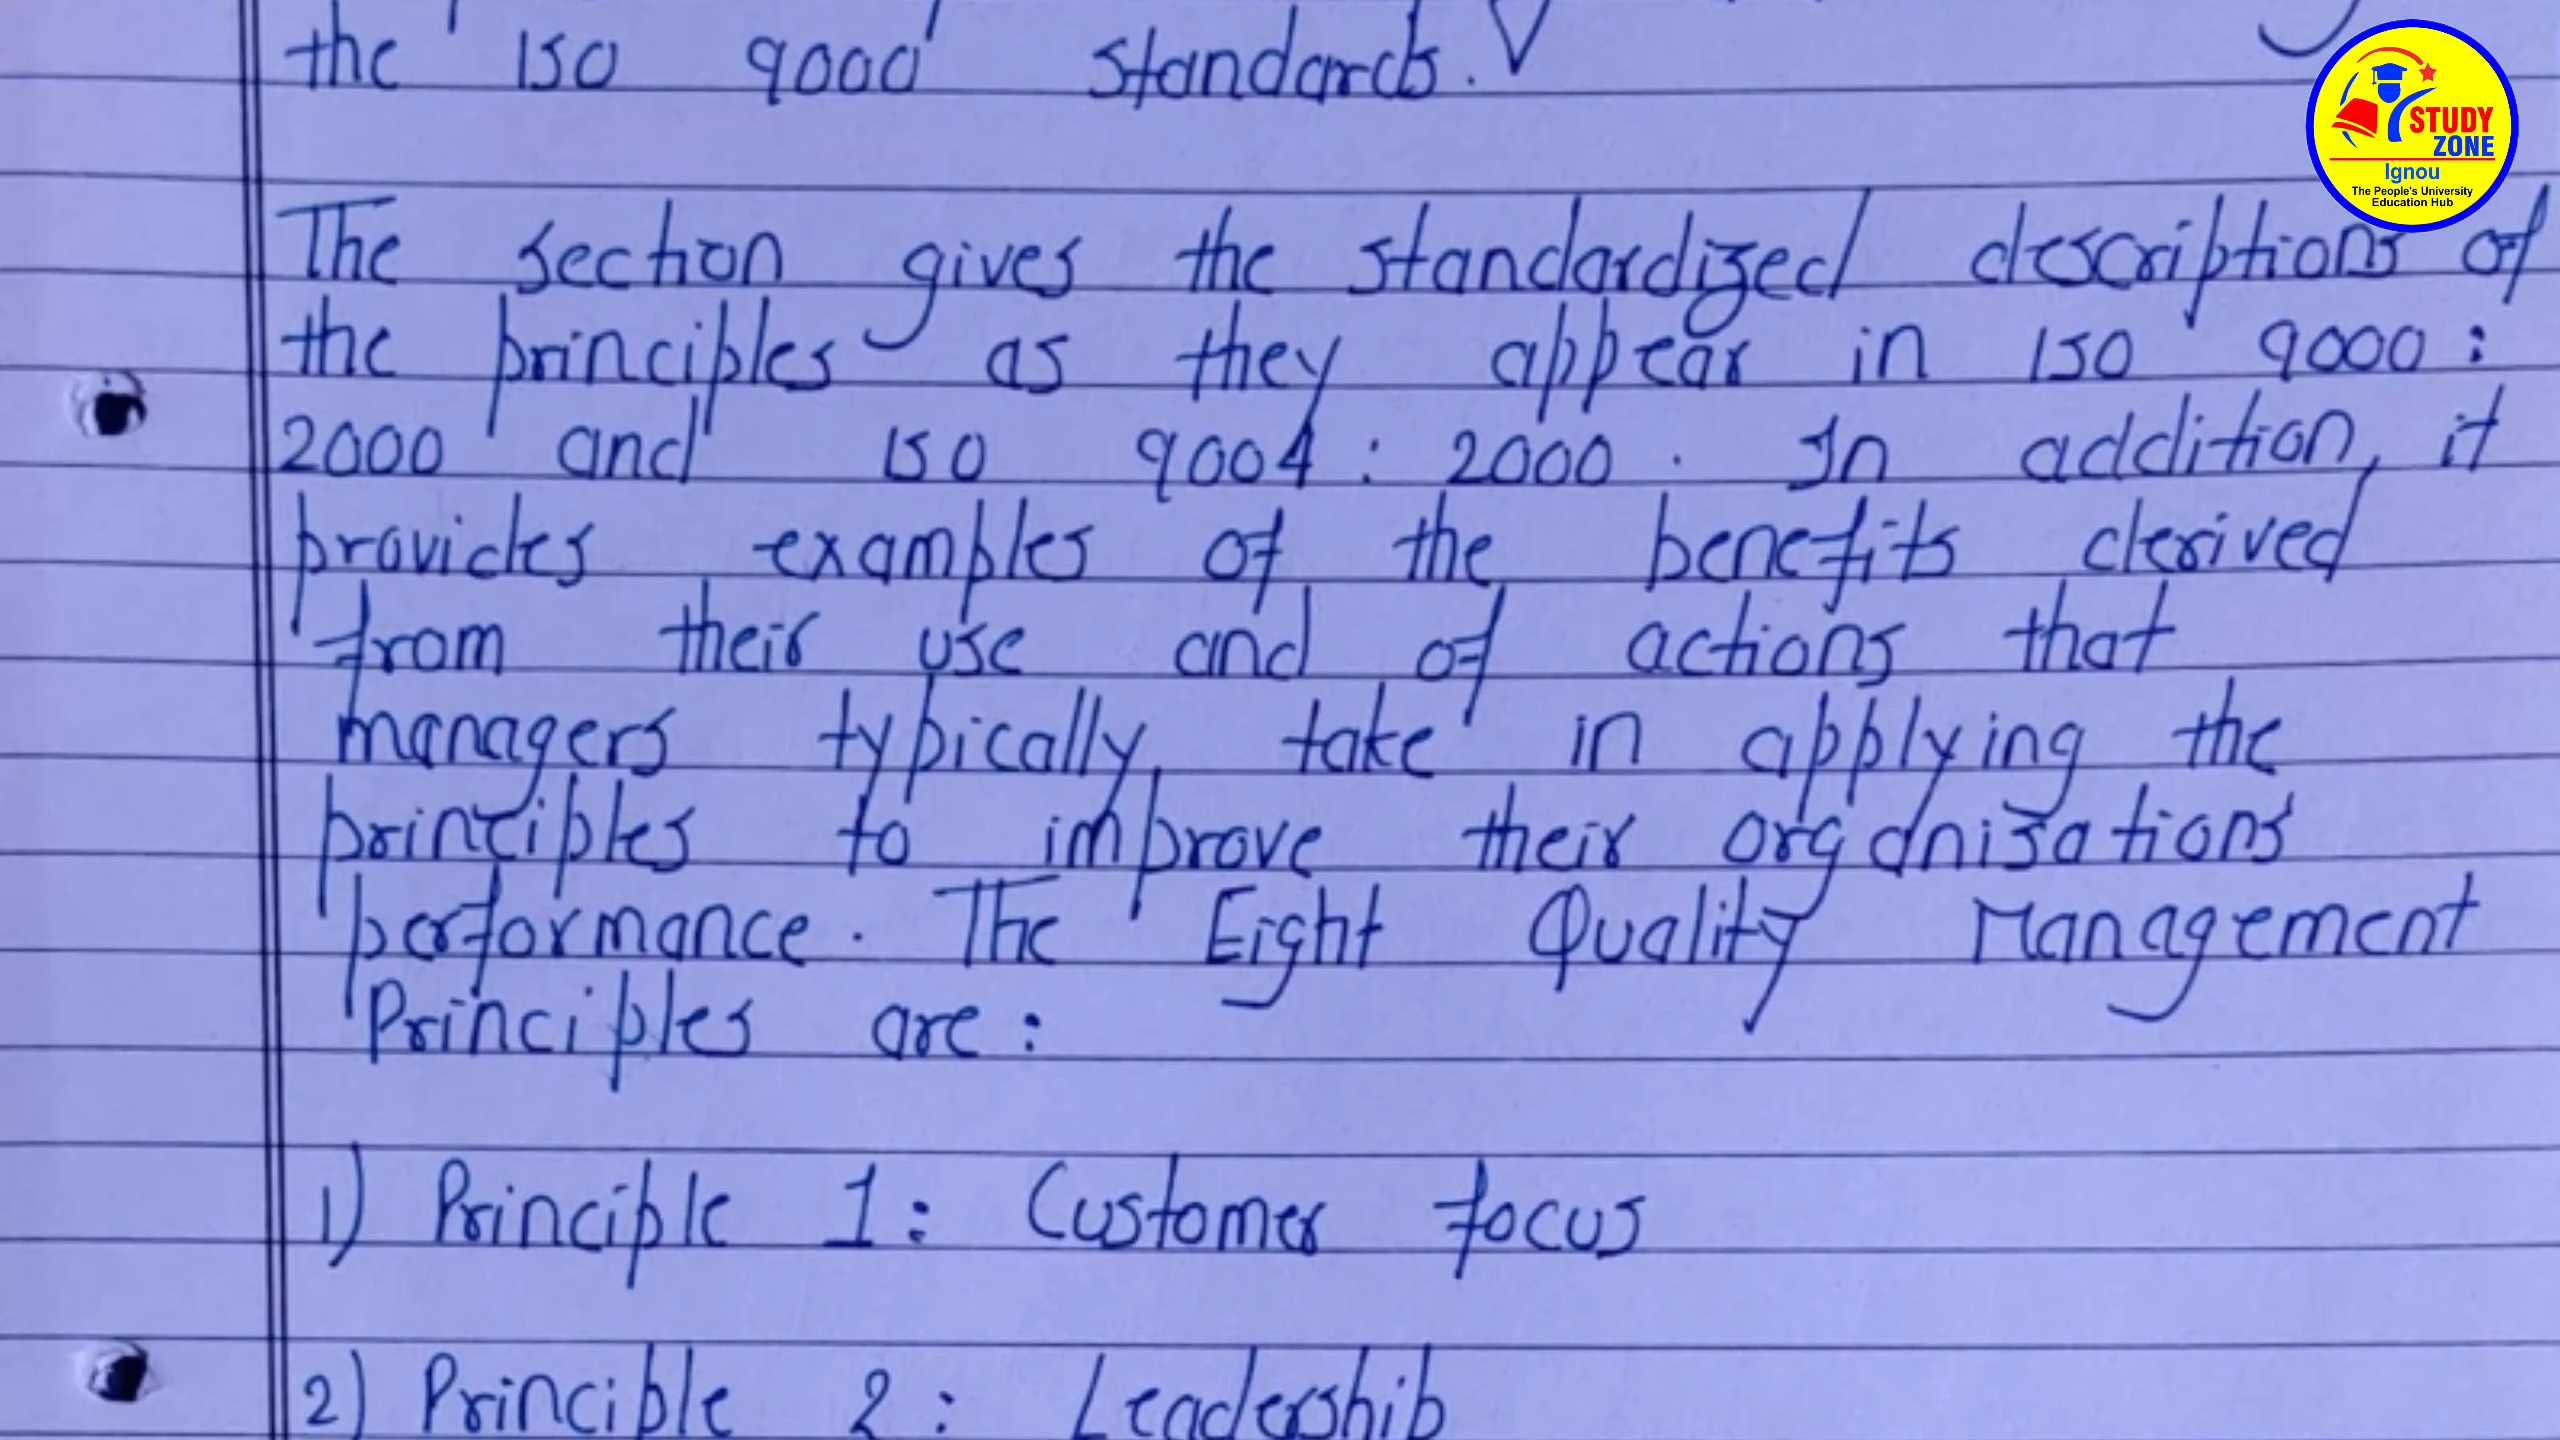 the ISO 9000 standards.
STUDY
ZONE
Ignou
The People's University
Education Hub
The section gives the standardized descriptions of
the principles as they appear in ISO 9000:
2000 and ISO 9004 : 2000. In addition, it
provides examples of the benefits derived
from their use and of actions that
managers typically take in applying the
principles to improve their organisations
performance. The Eight Quality Management
Principles are:
1) Principle 1: Customer focus
2) Principle 2: Leadership